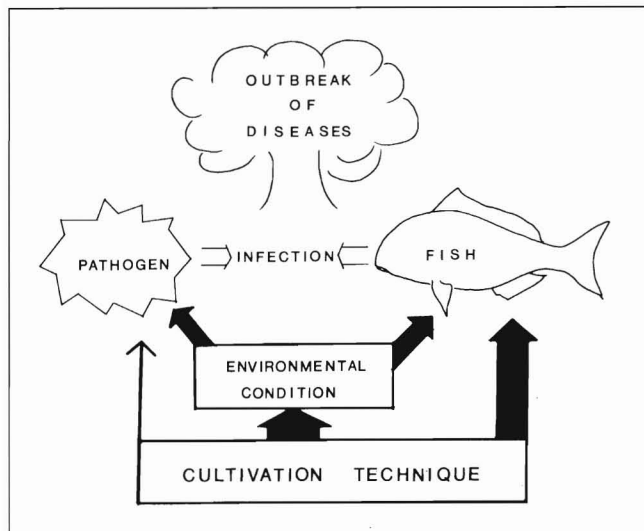 OUTBREAK
OF
DISEASES
PATHOGEN
INFECTION
FISH
ENVIRONMENTAL
CONDITION
CULTIVATION TECHNIQUE